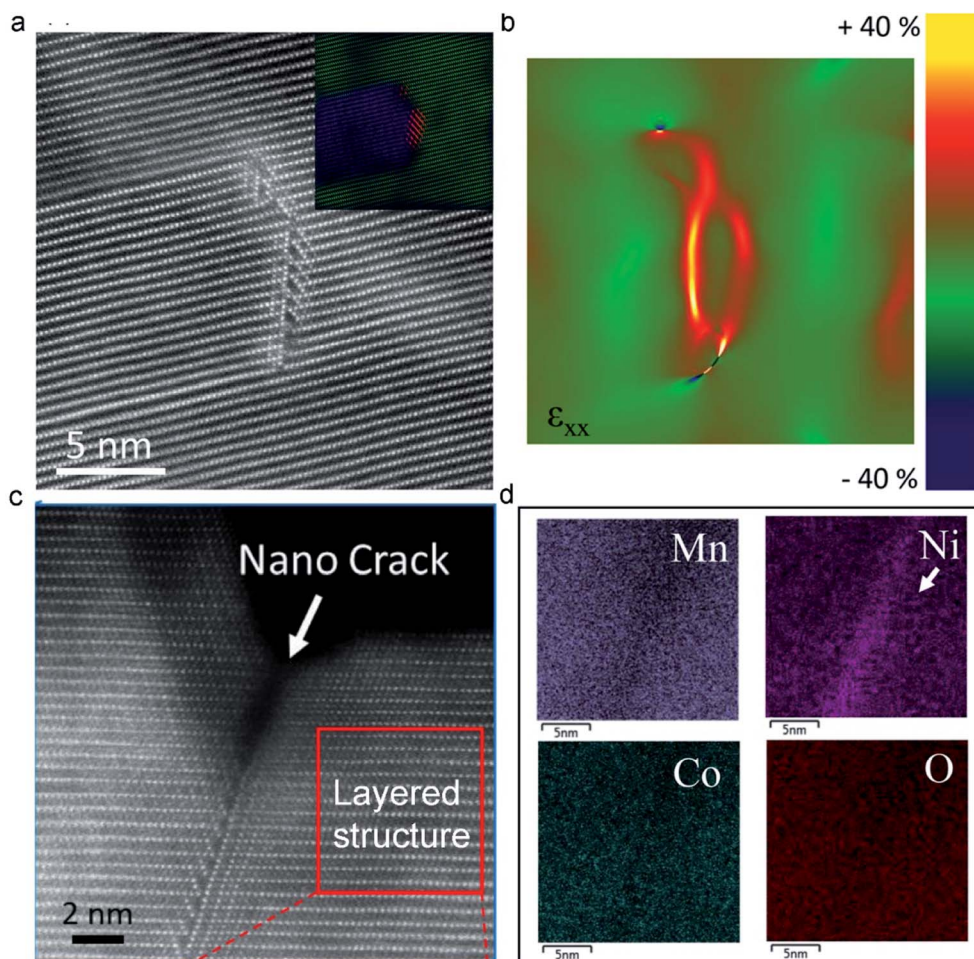 a
b
+ 40 %
5 nm
εxx
- 40 %
c
d
Nano Crack
Layered
structure
2 nm
Mn
Ni
5nm
5nm
Co
O
5nm
5nm